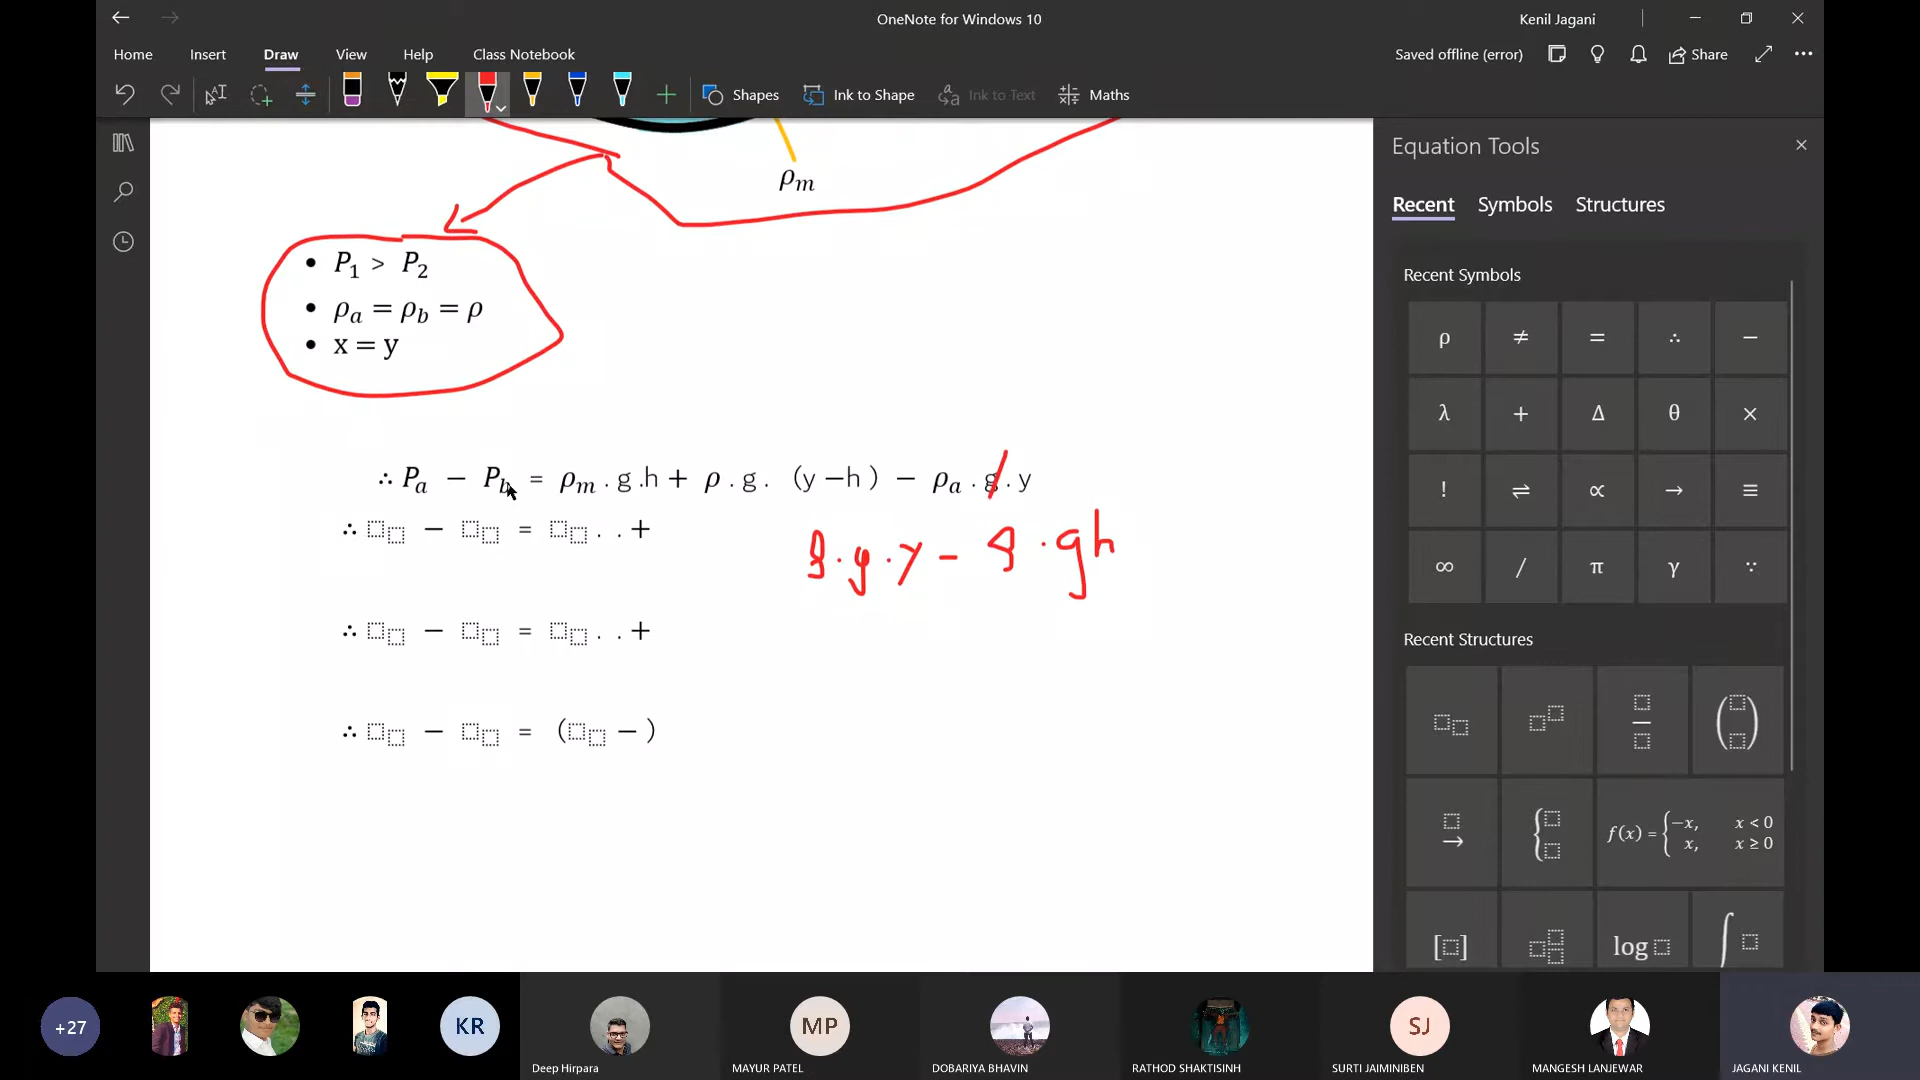 OneNote for Windows 10
Kenil Jagani
Home Insert Draw View Help Class Notebook
Saved offline (error)
Share
Shapes
Ink to Shape
Ink to Text
Maths
ρm
• P1 > P2
• ρa = ρb = ρ
• x = y
∴ Pa − Pb = ρm . g .h + ρ . g . (y −h ) − ρa . g . y
∴ − = . . +
ρ . g . y − ρ . gh
∴ − = . . +
∴ − = ( − )
Equation Tools
Recent Symbols Structures
Recent Symbols
ρ ≠ = ∴ −
λ + Δ θ ×
! ⇌ ∝ → ≡
∞ / π γ ∵
Recent Structures
→
f(x) = { −x, x < 0
x, x ≥ 0
[ ] log ∫
+27
KR
MP
SJ
Deep Hirpara
MAYUR PATEL
DOBARIYA BHAVIN
RATHOD SHAKTISINH
SURTI JAIMINIBEN
MANGESH LANJEWAR
JAGANI KENIL